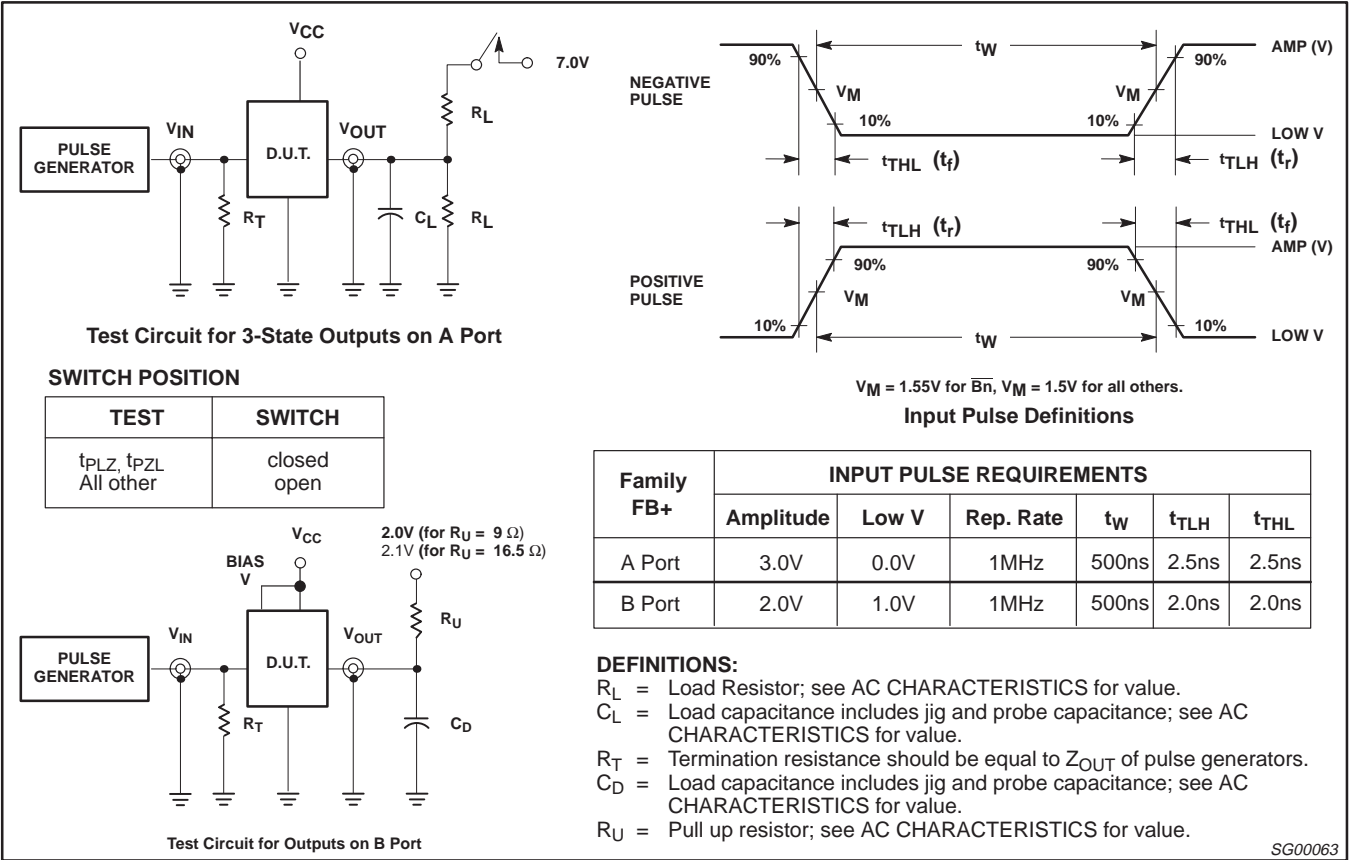 VCC
7.0V
RL
PULSE
GENERATOR
VIN
D.U.T.
VOUT
RT
CL
RL
Test Circuit for 3-State Outputs on A Port
NEGATIVE
PULSE
90%
tW
90%
AMP (V)
VM
VM
10%
10%
LOW V
tTHL (tf)
tTLH (tr)
tTLH (tr)
tTHL (tf)
AMP (V)
POSITIVE
PULSE
90%
90%
VM
VM
10%
tW
10%
LOW V
VM = 1.55V for B̅n̅, VM = 1.5V for all others.
Input Pulse Definitions
SWITCH POSITION
TEST SWITCH
tPLZ, tPZL closed
All other open
VCC
BIAS
V
2.0V (for RU = 9 Ω)
2.1V (for RU = 16.5 Ω)
RU
PULSE
GENERATOR
VIN
D.U.T.
VOUT
RT
CD
Test Circuit for Outputs on B Port
Family
FB+
INPUT PULSE REQUIREMENTS
Amplitude Low V Rep. Rate tW tTLH tTHL
A Port 3.0V 0.0V 1MHz 500ns 2.5ns 2.5ns
B Port 2.0V 1.0V 1MHz 500ns 2.0ns 2.0ns
DEFINITIONS:
RL = Load Resistor; see AC CHARACTERISTICS for value.
CL = Load capacitance includes jig and probe capacitance; see AC
CHARACTERISTICS for value.
RT = Termination resistance should be equal to ZOUT of pulse generators.
CD = Load capacitance includes jig and probe capacitance; see AC
CHARACTERISTICS for value.
RU = Pull up resistor; see AC CHARACTERISTICS for value.
SG00063